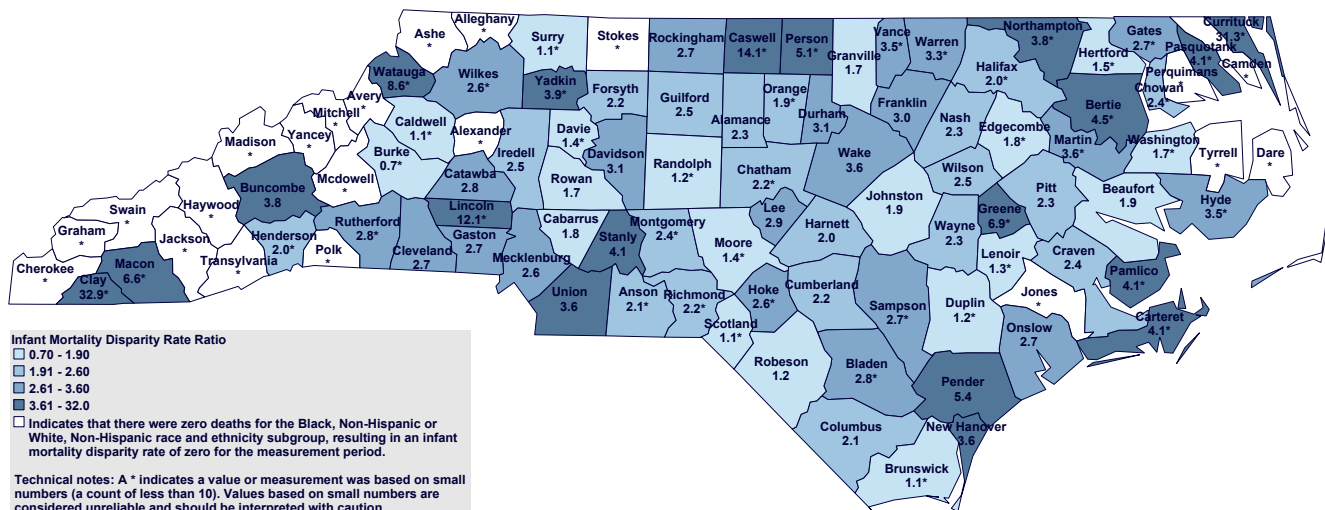 Ashe
*
Alleghany
*
Surry
1.1*
Stokes
*
Rockingham
2.7
Caswell
14.1*
Person
5.1*
Granville
1.7
Vance
3.5*
Warren
3.3*
Northampton
3.8*
Hertford
1.5*
Gates
2.7*
Currituck
31.3*
Pasquotank
4.1*
Camden
*
Perquimans
*
Chowan
2.4*
Watauga
8.6*
Wilkes
2.6*
Yadkin
3.9*
Forsyth
2.2
Guilford
2.5
Alamance
2.3
Orange
1.9*
Durham
3.1
Franklin
3.0
Halifax
2.0*
Bertie
4.5*
Avery
*
Mitchell
*
Yancey
*
Madison
*
Caldwell
1.1*
Alexander
*
Iredell
2.5
Davie
1.4*
Davidson
3.1
Randolph
1.2*
Chatham
2.2*
Wake
3.6
Nash
2.3
Edgecombe
1.8*
Martin
3.6*
Washington
1.7*
Tyrrell
*
Dare
*
Burke
0.7*
Mcdowell
*
Buncombe
3.8
Haywood
*
Swain
*
Graham
*
Cherokee
*
Clay
32.9*
Macon
6.6*
Jackson
*
Transylvania
*
Henderson
2.0*
Polk
*
Rutherford
2.8*
Cleveland
2.7
Catawba
2.8
Lincoln
12.1*
Gaston
2.7
Mecklenburg
2.6
Rowan
1.7
Cabarrus
1.8
Stanly
4.1
Montgomery
2.4*
Moore
1.4*
Lee
2.9
Harnett
2.0
Johnston
1.9
Wilson
2.5
Wayne
2.3
Greene
6.9*
Pitt
2.3
Beaufort
1.9
Hyde
3.5*
Lenoir
1.3*
Craven
2.4
Pamlico
4.1*
Jones
*
Carteret
4.1*
Onslow
2.7
Union
3.6
Anson
2.1*
Richmond
2.2*
Scotland
1.1*
Hoke
2.6*
Cumberland
2.2
Sampson
2.7*
Duplin
1.2*
Robeson
1.2
Bladen
2.8*
Pender
5.4
Columbus
2.1
New Hanover
3.6
Brunswick
1.1*
Infant Mortality Disparity Rate Ratio
0.70 - 1.90
1.91 - 2.60
2.61 - 3.60
3.61 - 32.0
Indicates that there were zero deaths for the Black, Non-Hispanic or
White, Non-Hispanic race and ethnicity subgroup, resulting in an infant
mortality disparity rate of zero for the measurement period.
Technical notes: A * indicates a value or measurement was based on small
numbers (a count of less than 10). Values based on small numbers are
considered unreliable and should be interpreted with caution